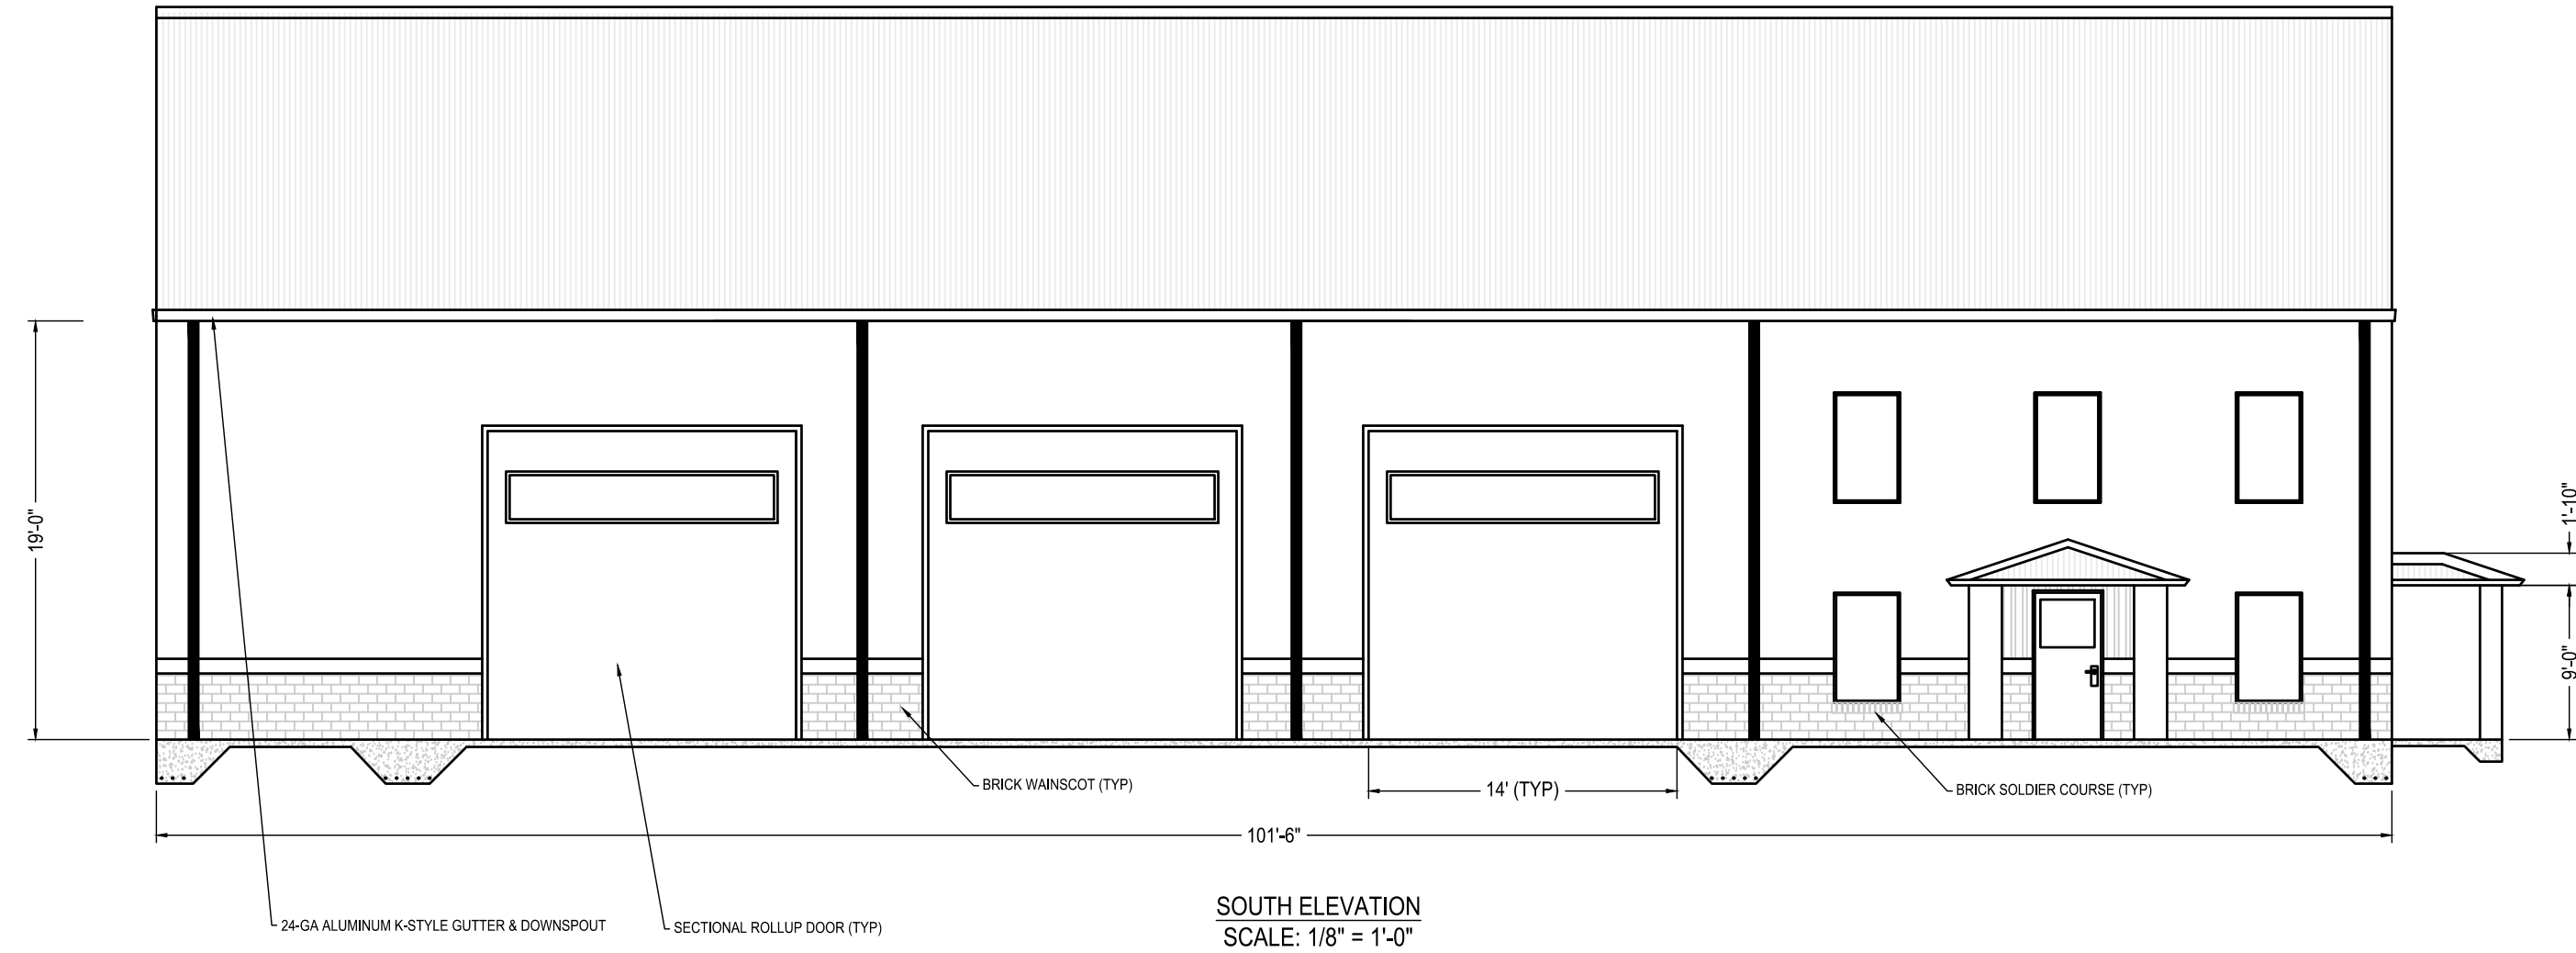 19'-0"
1'-10"
9'-0"
BRICK WAINSCOT (TYP)
14' (TYP)
BRICK SOLDIER COURSE (TYP)
101'-6"
24-GA ALUMINUM K-STYLE GUTTER & DOWNSPOUT
SECTIONAL ROLLUP DOOR (TYP)
SOUTH ELEVATION
SCALE: 1/8" = 1'-0"